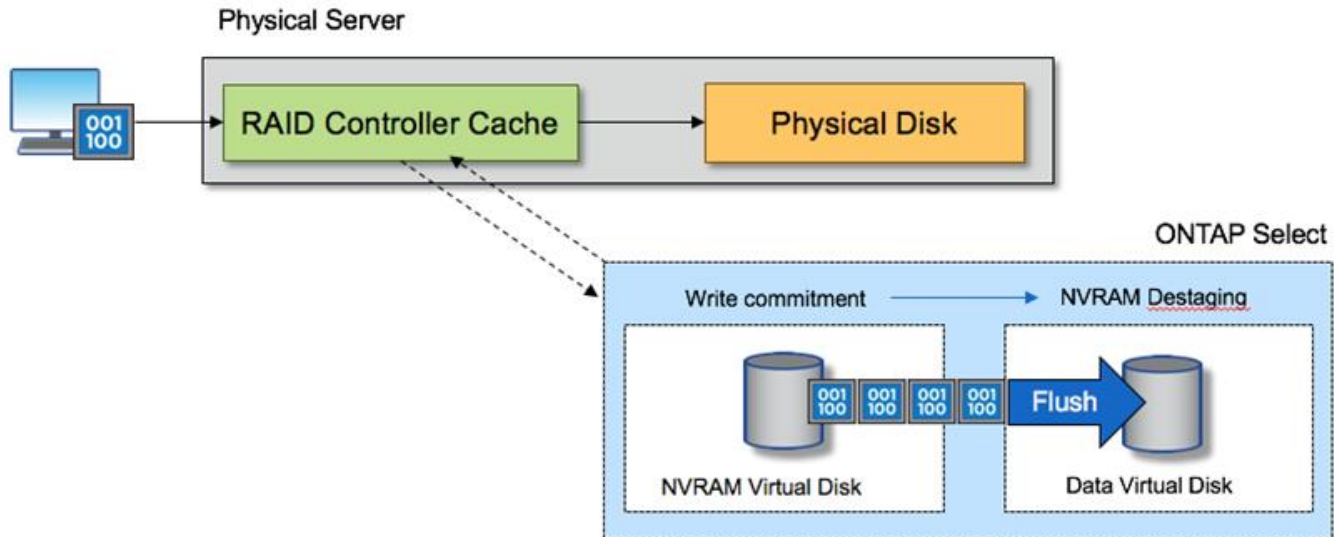 Physical Server
001
100
RAID Controller Cache
Physical Disk
ONTAP Select
Write commitment
NVRAM Destaging
001 001 001 001
100 100 100 100
Flush
NVRAM Virtual Disk
Data Virtual Disk